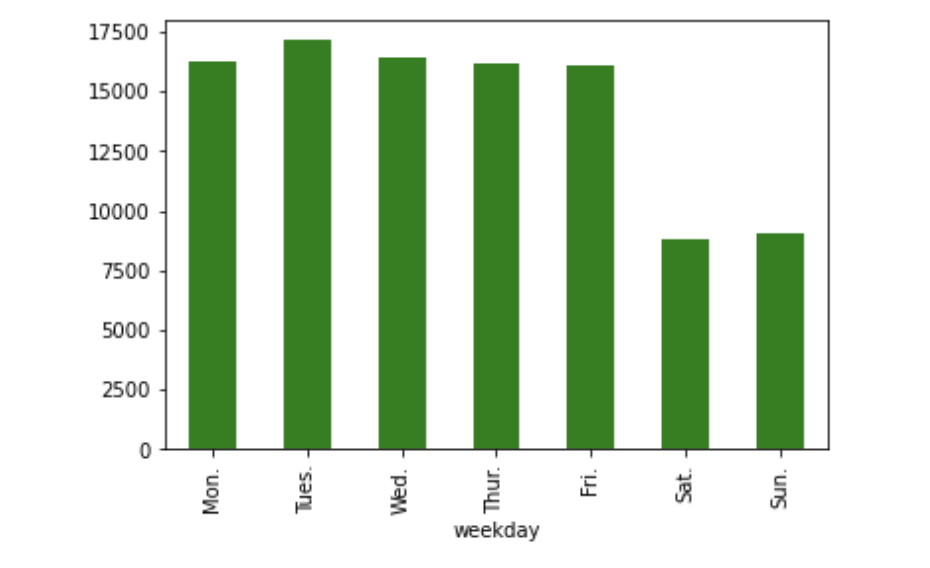 17500
15000
12500
10000
7500
5000
2500
0
Mon.
Tues.
Wed.
Thur.
Fri.
Sat.
Sun.
weekday